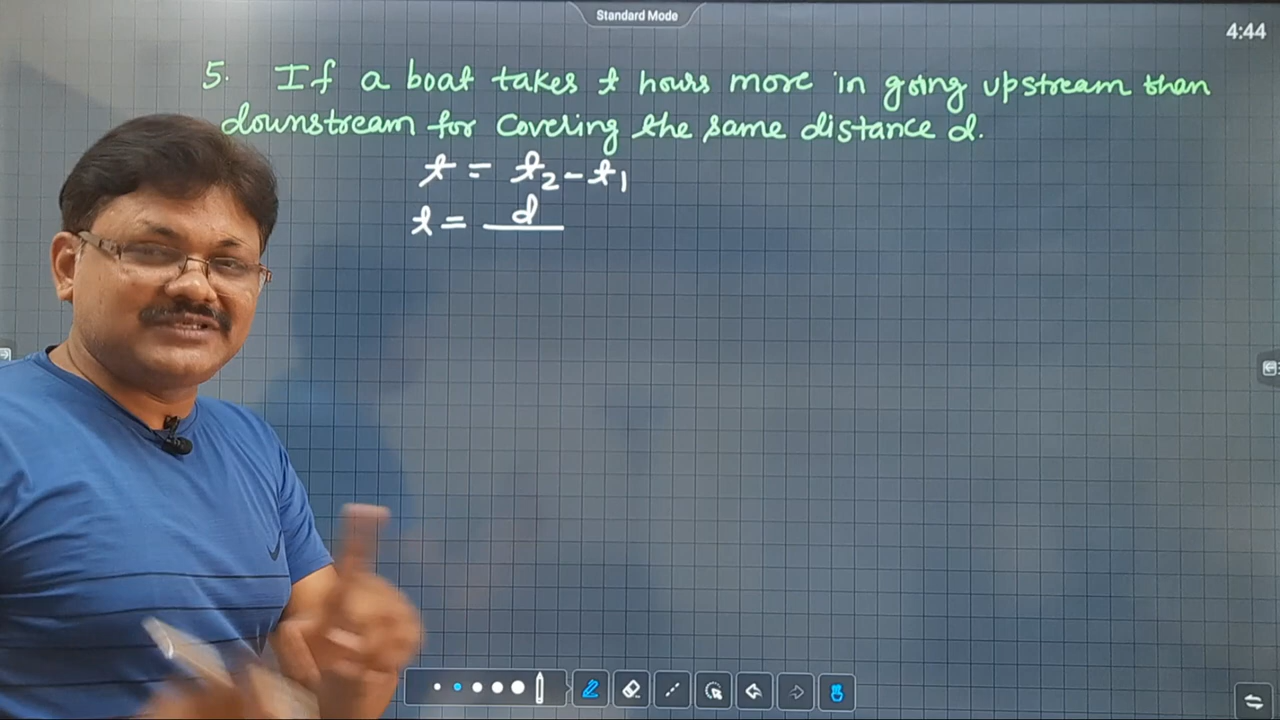 Standard Mode
4:44
5. If a boat takes t hours more in going upstream than
downstream for covering the same distance d.
t = t₂ - t₁
t = d